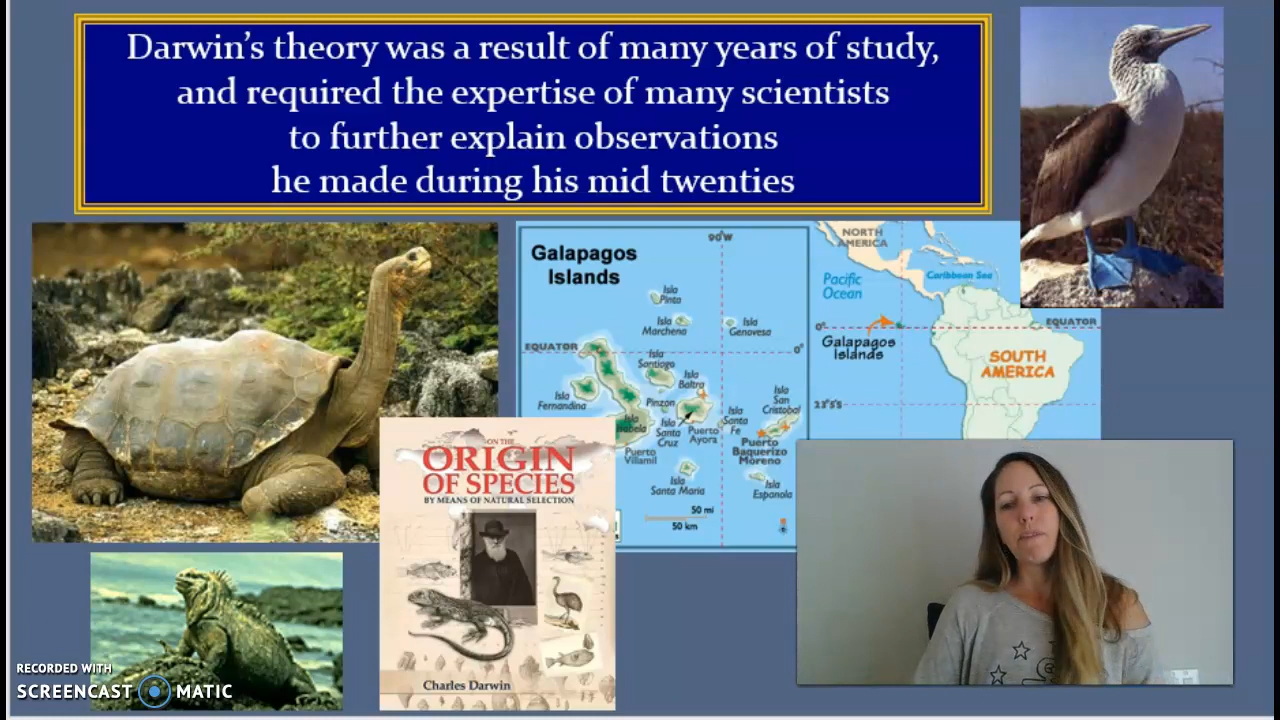 Darwin's theory was a result of many years of study,
and required the expertise of many scientists
to further explain observations
he made during his mid twenties
Galapagos
Islands
90°W
Isla
Pinta
Isla
Marchena
Isla
Genovesa
EQUATOR
0°
Isla
Santiago
Isla
Baltra
Isla
Fernandina
Pinzon
Isla
Santa
Cruz
Puerto
Ayora
Isla
Santa
Fe
Isla
San
Cristobal
Puerto
Baquerizo
Moreno
Puerto
Villamil
Isla
Santa Maria
Isla
Espanola
50 mi
50 km
NORTH
AMERICA
Pacific
Ocean
Caribbean Sea
0°
EQUATOR
Galapagos
Islands
SOUTH
AMERICA
ON THE
ORIGIN
OF SPECIES
BY MEANS OF NATURAL SELECTION
Charles Darwin
RECORDED WITH
SCREENCAST MATIC